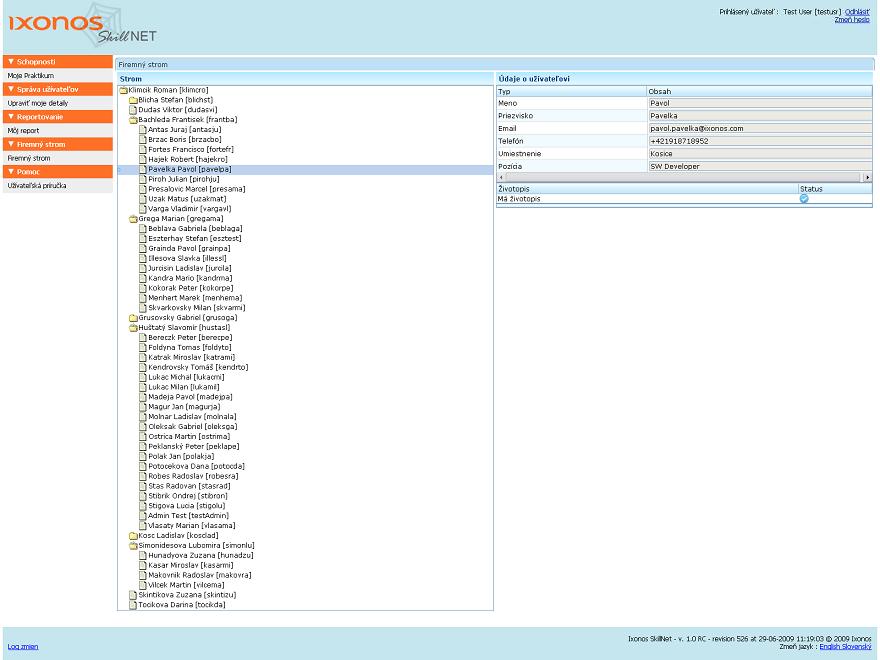 ixonos
SkillNET
Prihlásený užívateľ : Test User [testusr] Odhlásiť
Zmeň heslo
Schopnosti
Moje Praktikum
Správa užívateľov
Upraviť moje detaily
Reportovanie
Môj report
Firemný strom
Firemný strom
Pomoc
Užívateľská príručka
Firemný strom
Strom
Klimcik Roman [klimcro]
Blicha Stefan [blichst]
Dudas Viktor [dudasvi]
Bachleda Frantisek [frantba]
Antas Juraj [antasju]
Brzac Boris [brzacbo]
Fortes Francisco [fortefr]
Hajek Robert [hajekro]
Pavelka Pavol [pavelpa]
Piroh Julian [pirohju]
Presalovic Marcel [presama]
Uzak Matus [uzakmat]
Varga Vladimir [vargavl]
Grega Marian [gregama]
Beblava Gabriela [beblaga]
Eszterhay Stefan [esztest]
Grainda Pavol [grainpa]
Illesova Slavka [illessl]
Jurcisin Ladislav [jurcila]
Kandra Mario [kandrma]
Kokorak Peter [kokorpe]
Menhert Marek [menhema]
Skvarkovsky Milan [skvarmi]
Grusovsky Gabriel [grusoga]
Huštatý Slavomir [hustasl]
Bereczk Peter [berecpe]
Foldyna Tomas [foldyto]
Katrak Miroslav [katrami]
Kendrovsky Tomáš [kendrto]
Lukac Michal [lukacmi]
Lukac Milan [lukamil]
Madeja Pavol [madejpa]
Magur Jan [magurja]
Molnar Ladislav [molnala]
Oleksak Gabriel [oleksga]
Ostrica Martin [ostrima]
Peklanský Peter [peklape]
Polak Jan [polakja]
Potocekova Dana [potocda]
Robes Radoslav [robesra]
Stas Radovan [stasrad]
Stibrik Ondrej [stibron]
Stigova Lucia [stigolu]
Admin Test [testAdmin]
Vlasaty Marian [vlasama]
Kosc Ladislav [kosclad]
Simonidesova Lubomira [simonlu]
Hunadyova Zuzana [hunadzu]
Kasar Miroslav [kasarmi]
Makovnik Radoslav [makovra]
Vilcek Martin [vilcema]
Skintikova Zuzana [skintizu]
Tocikova Darina [tocikda]
Údaje o užívateľovi
Typ Obsah
Meno Pavol
Priezvisko Pavelka
Email pavol.pavelka@ixonos.com
Telefón +421918718952
Umiestnenie Kosice
Pozícia SW Developer
Životopis Status
Má životopis
Log zmien
Ixonos SkillNet - v. 1.0 RC - revision 526 at 29-06-2009 11:19:03 © 2009 Ixonos
Zmeň jazyk : English Slovenský